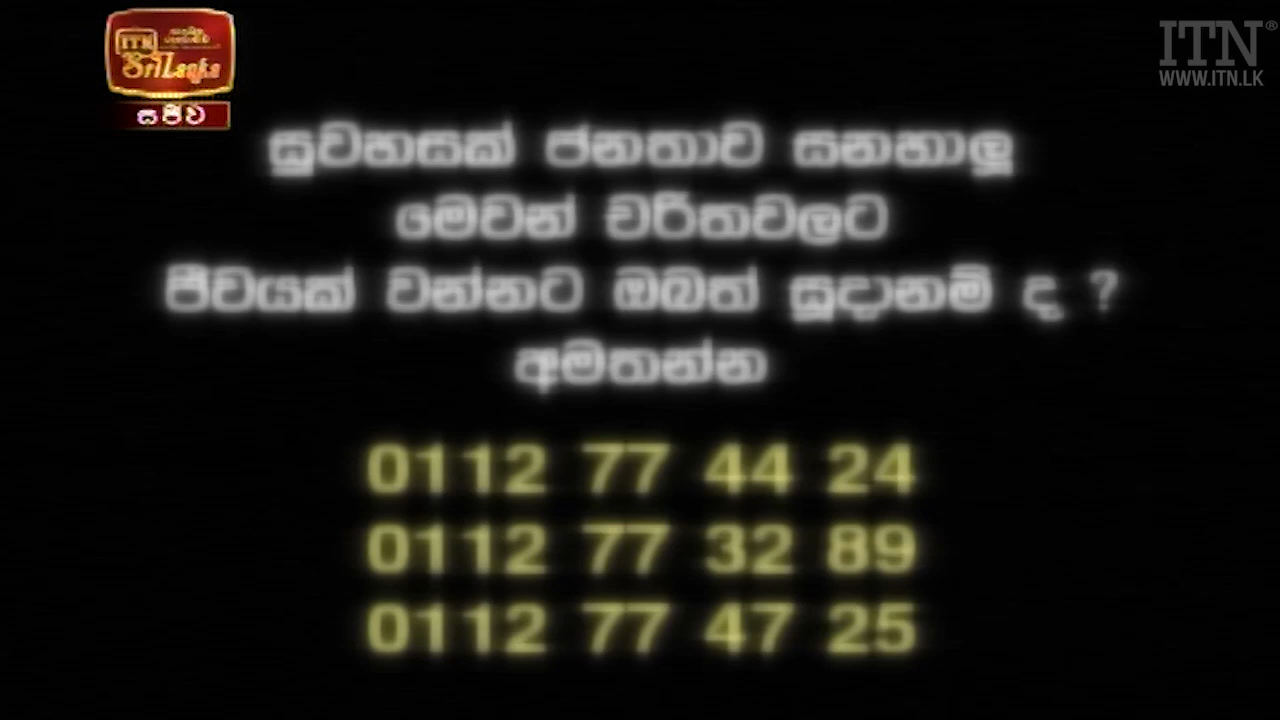 ITN
SriLanka
සජීව
ITN®
WWW.ITN.LK
සුවහසක් ජනතාව සනහාලූ
මෙවන් චරිතවලට
ජීවයක් වන්නට ඔබත් සූදානම් ද ?
අමතන්න
0112 77 44 24
0112 77 32 89
0112 77 47 25